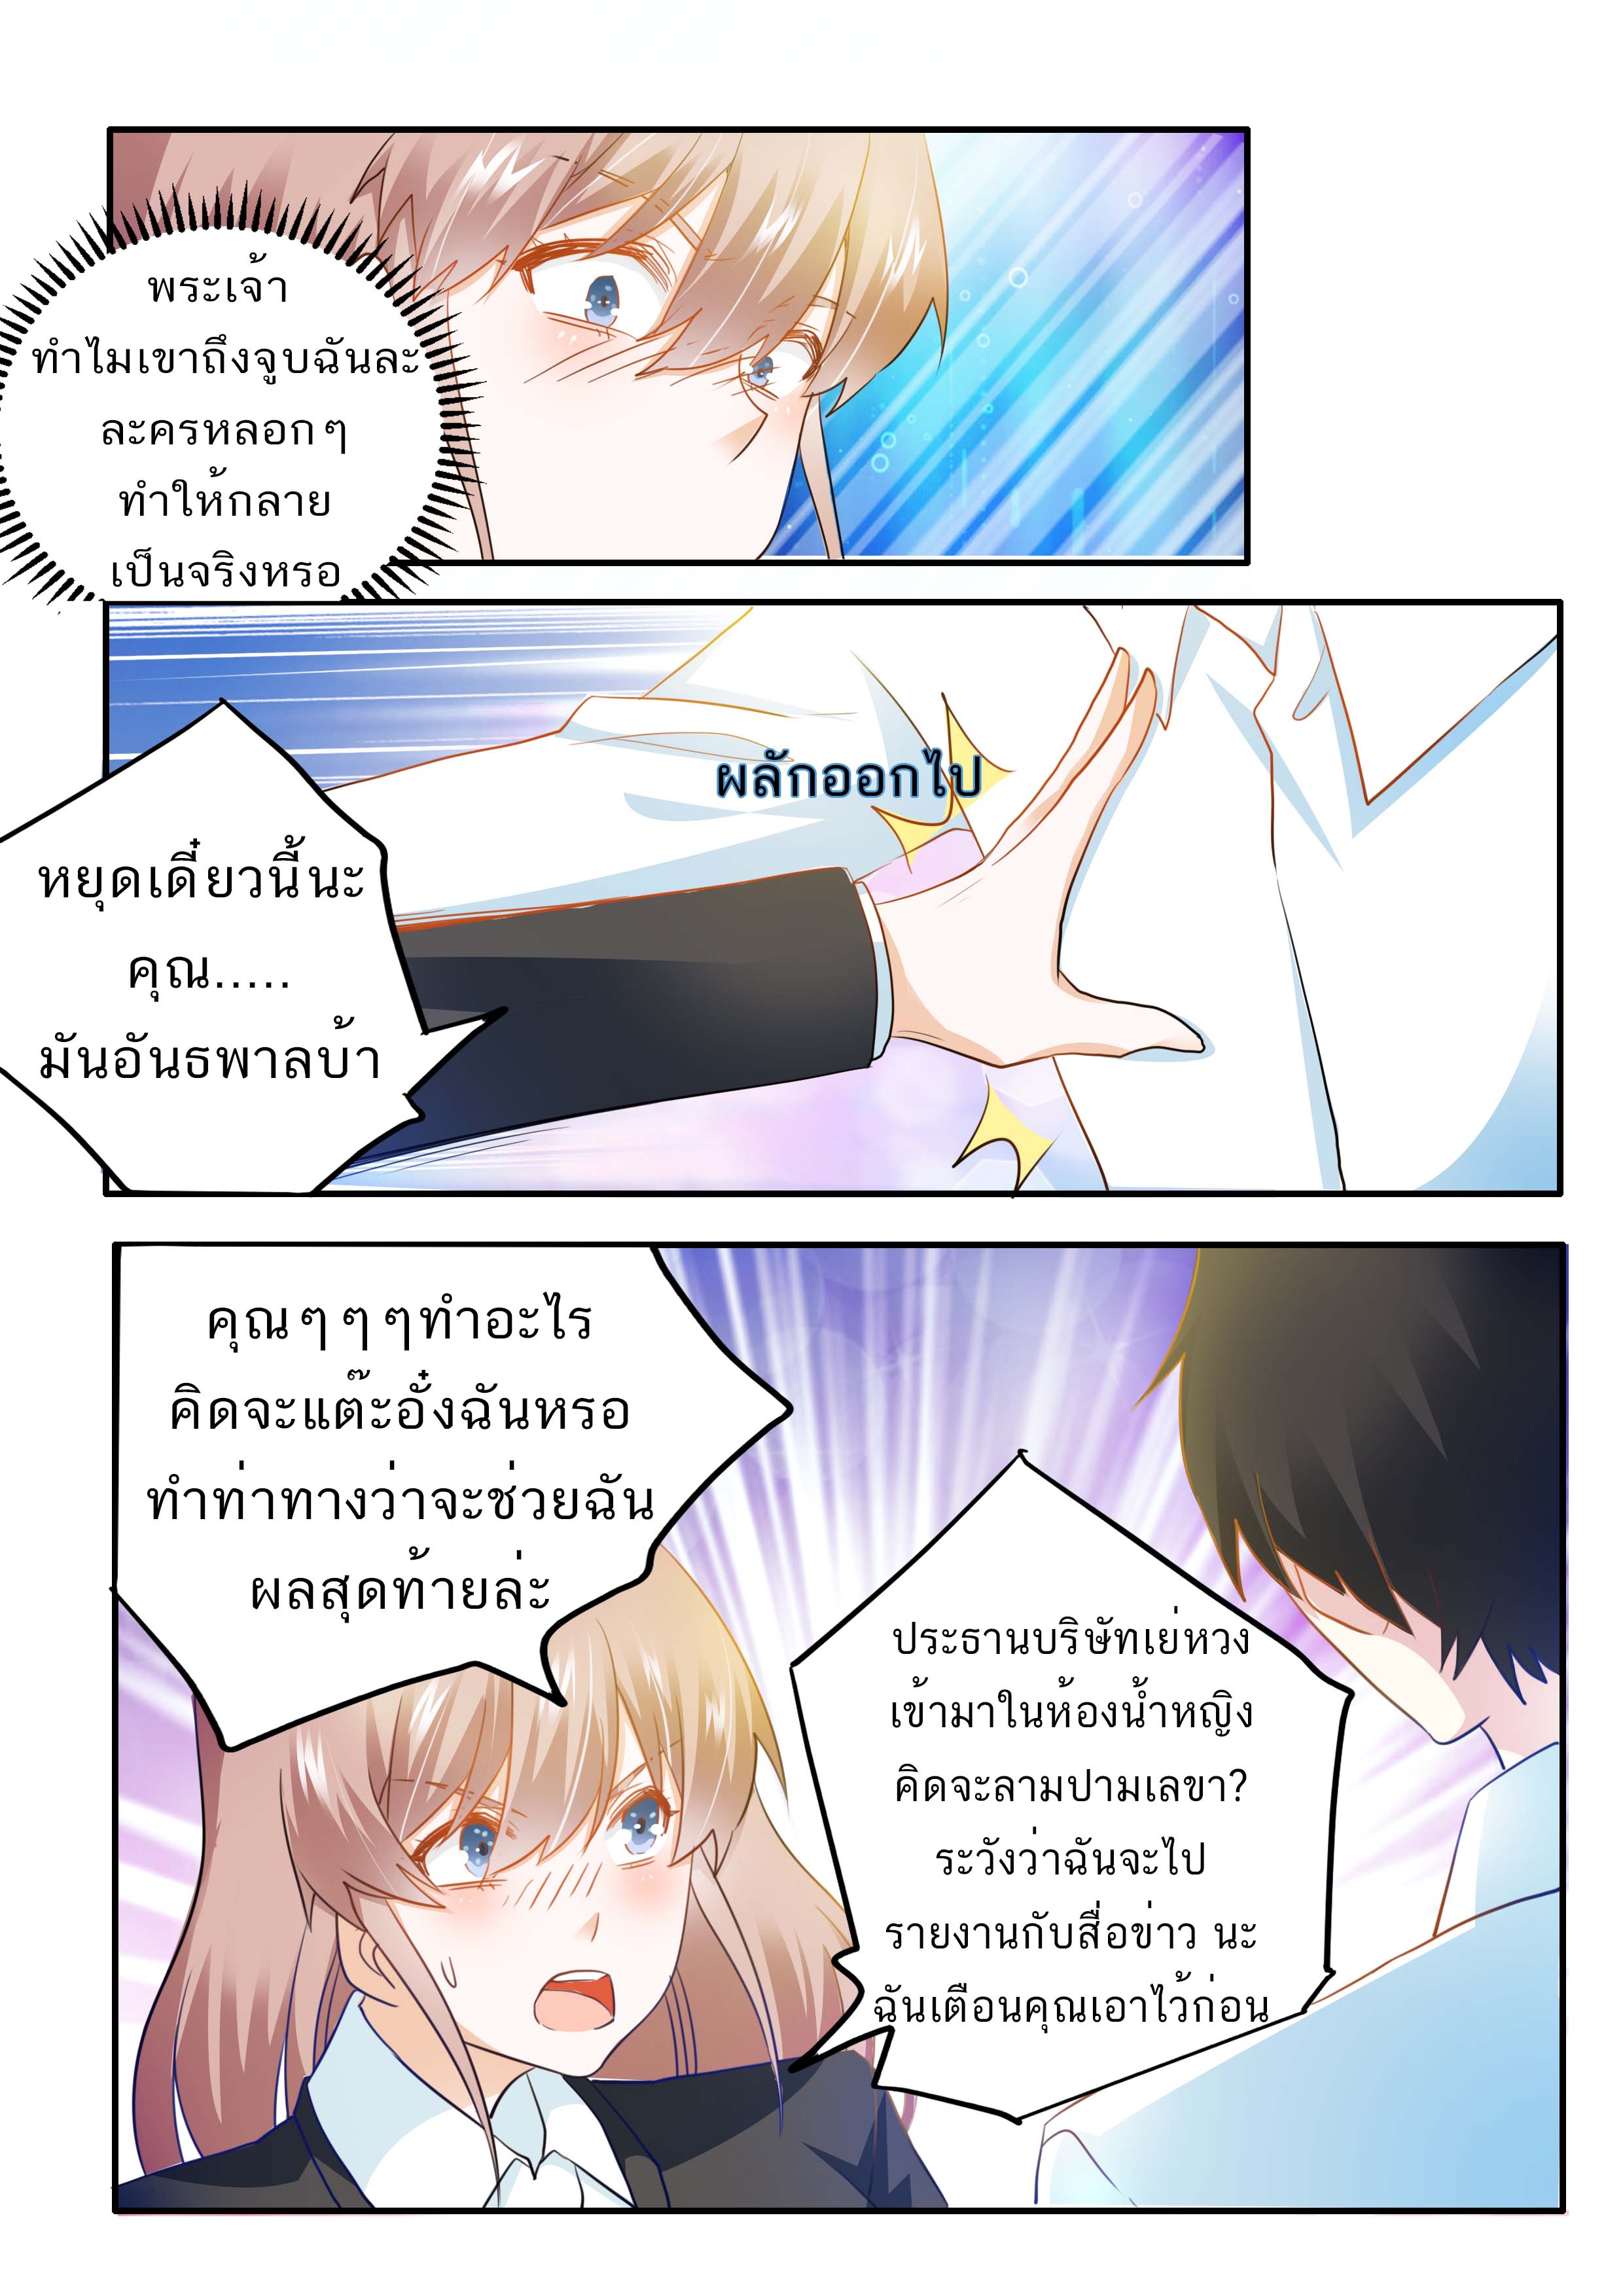 พระเจ้า
ทำไมเขาถึงจูบฉันละ
ละครหลอกๆ
ทำให้กลาย
เป็นจริงหรอ
ผลักออกไป
หยุดเดี๋ยวนี้นะ
คุณ.....
มันอันธพาลบ้า
คุณๆๆๆทำอะไร
คิดจะแต๊ะอั๋งฉันหรอ
ทำท่าทางว่าจะช่วยฉัน
ผลสุดท้ายล่ะ
ประธานบริษัทเย่หวง
เข้ามาในห้องน้ำหญิง
คิดจะลามปามเลขา?
ระวังว่าฉันจะไป
รายงานกับสื่อข่าว นะ
ฉันเตือนคุณเอาไว้ก่อน